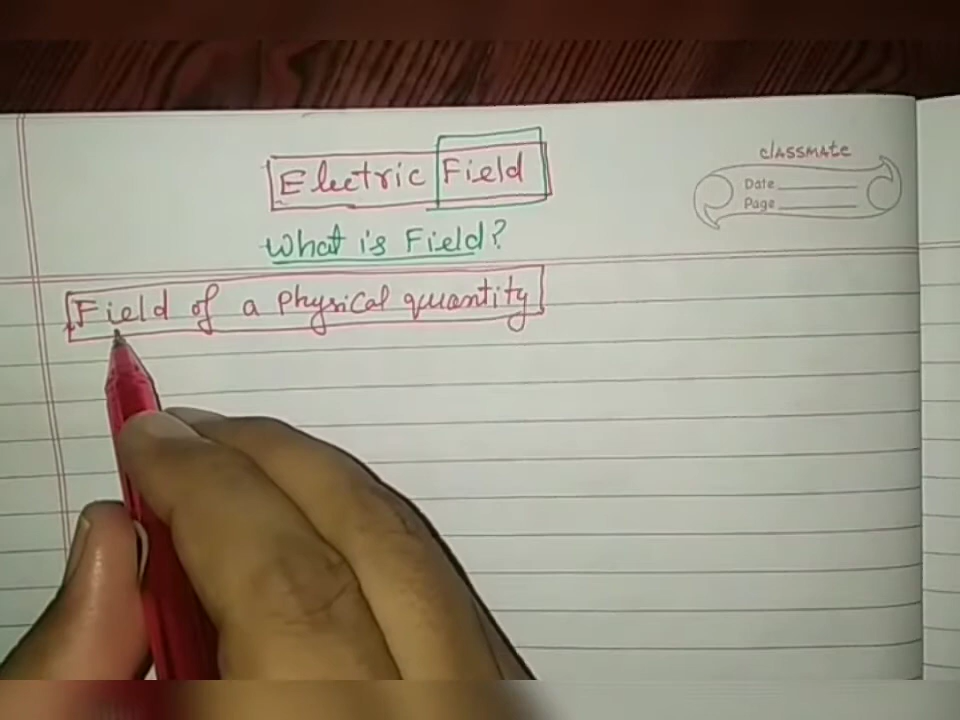 Electric Field
classmate
Date
Page
What is Field?
Field of a physical quantity